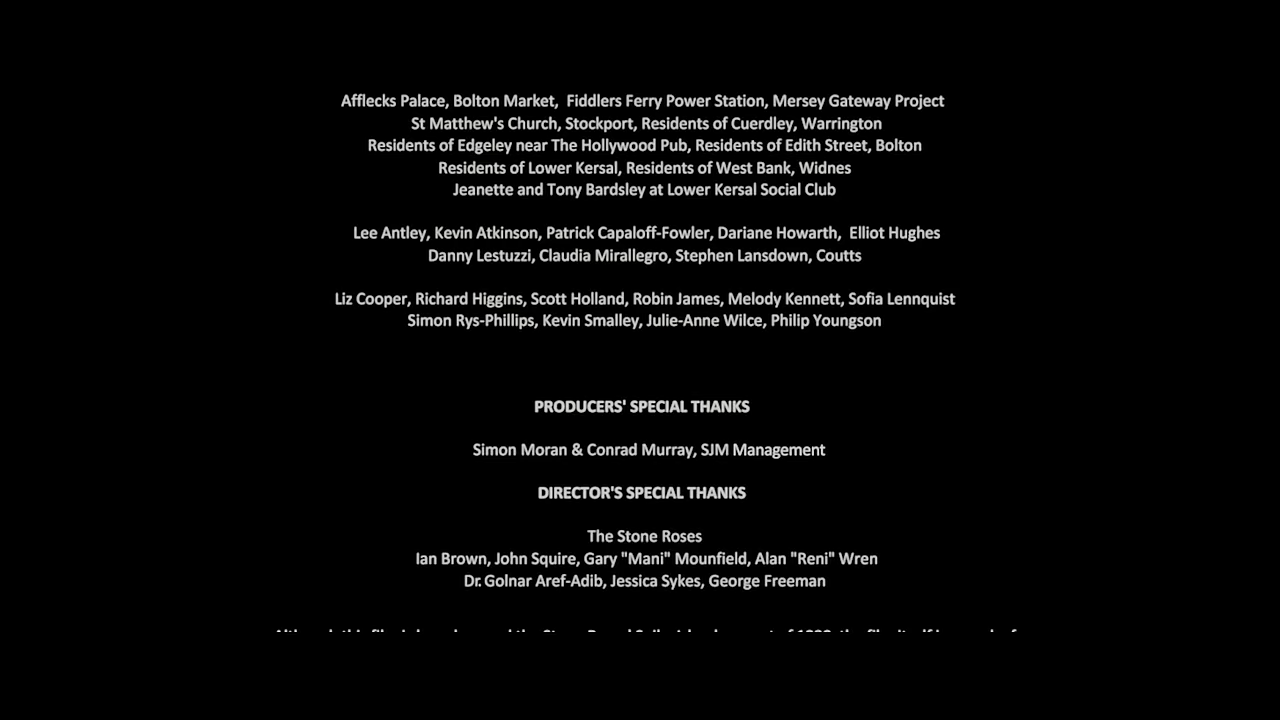 Afflecks Palace, Bolton Market,  Fiddlers Ferry Power Station, Mersey Gateway Project
St Matthew's Church, Stockport, Residents of Cuerdley, Warrington
Residents of Edgeley near The Hollywood Pub, Residents of Edith Street, Bolton
Residents of Lower Kersal, Residents of West Bank, Widnes
Jeanette and Tony Bardsley at Lower Kersal Social Club
Lee Antley, Kevin Atkinson, Patrick Capaloff-Fowler, Dariane Howarth,  Elliot Hughes
Danny Lestuzzi, Claudia Mirallegro, Stephen Lansdown, Coutts
Liz Cooper, Richard Higgins, Scott Holland, Robin James, Melody Kennett, Sofia Lennquist
Simon Rys-Phillips, Kevin Smalley, Julie-Anne Wilce, Philip Youngson
PRODUCERS' SPECIAL THANKS
Simon Moran & Conrad Murray, SJM Management
DIRECTOR'S SPECIAL THANKS
The Stone Roses
Ian Brown, John Squire, Gary "Mani" Mounfield, Alan "Reni" Wren
Dr. Golnar Aref-Adib, Jessica Sykes, George Freeman